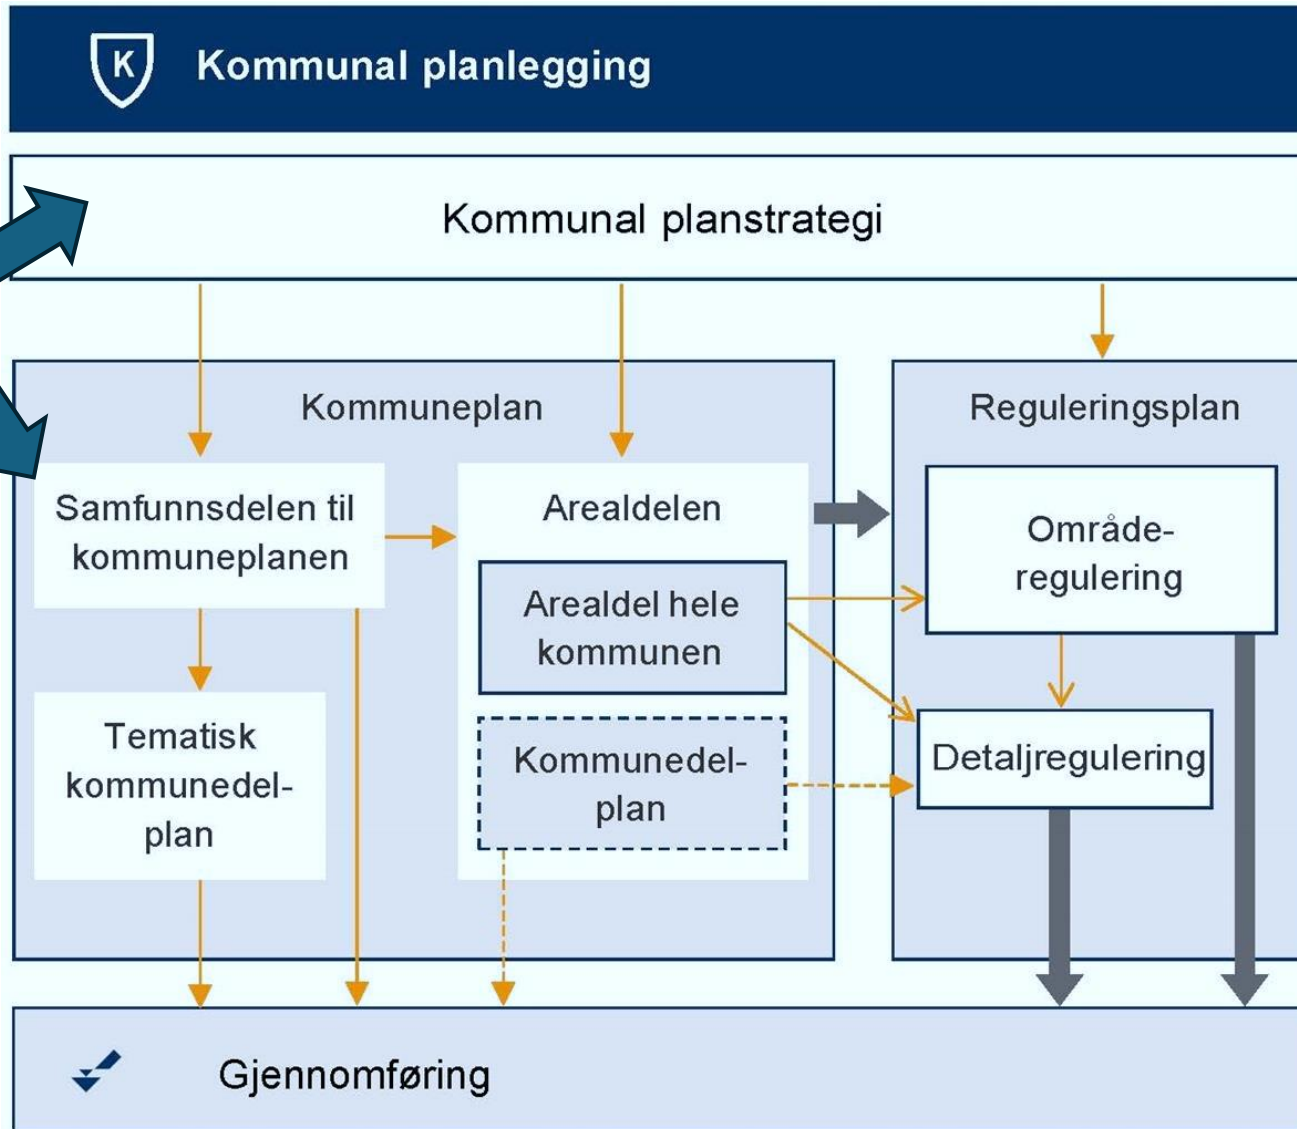 K
Kommunal planlegging
Kommunal planstrategi
Kommuneplan
Samfunnsdelen til
kommuneplanen
Tematisk
kommunedel-
plan
Arealdelen
Arealdel hele
kommunen
Kommunedel-
plan
Reguleringsplan
Område-
regulering
Detaljregulering
Gjennomføring